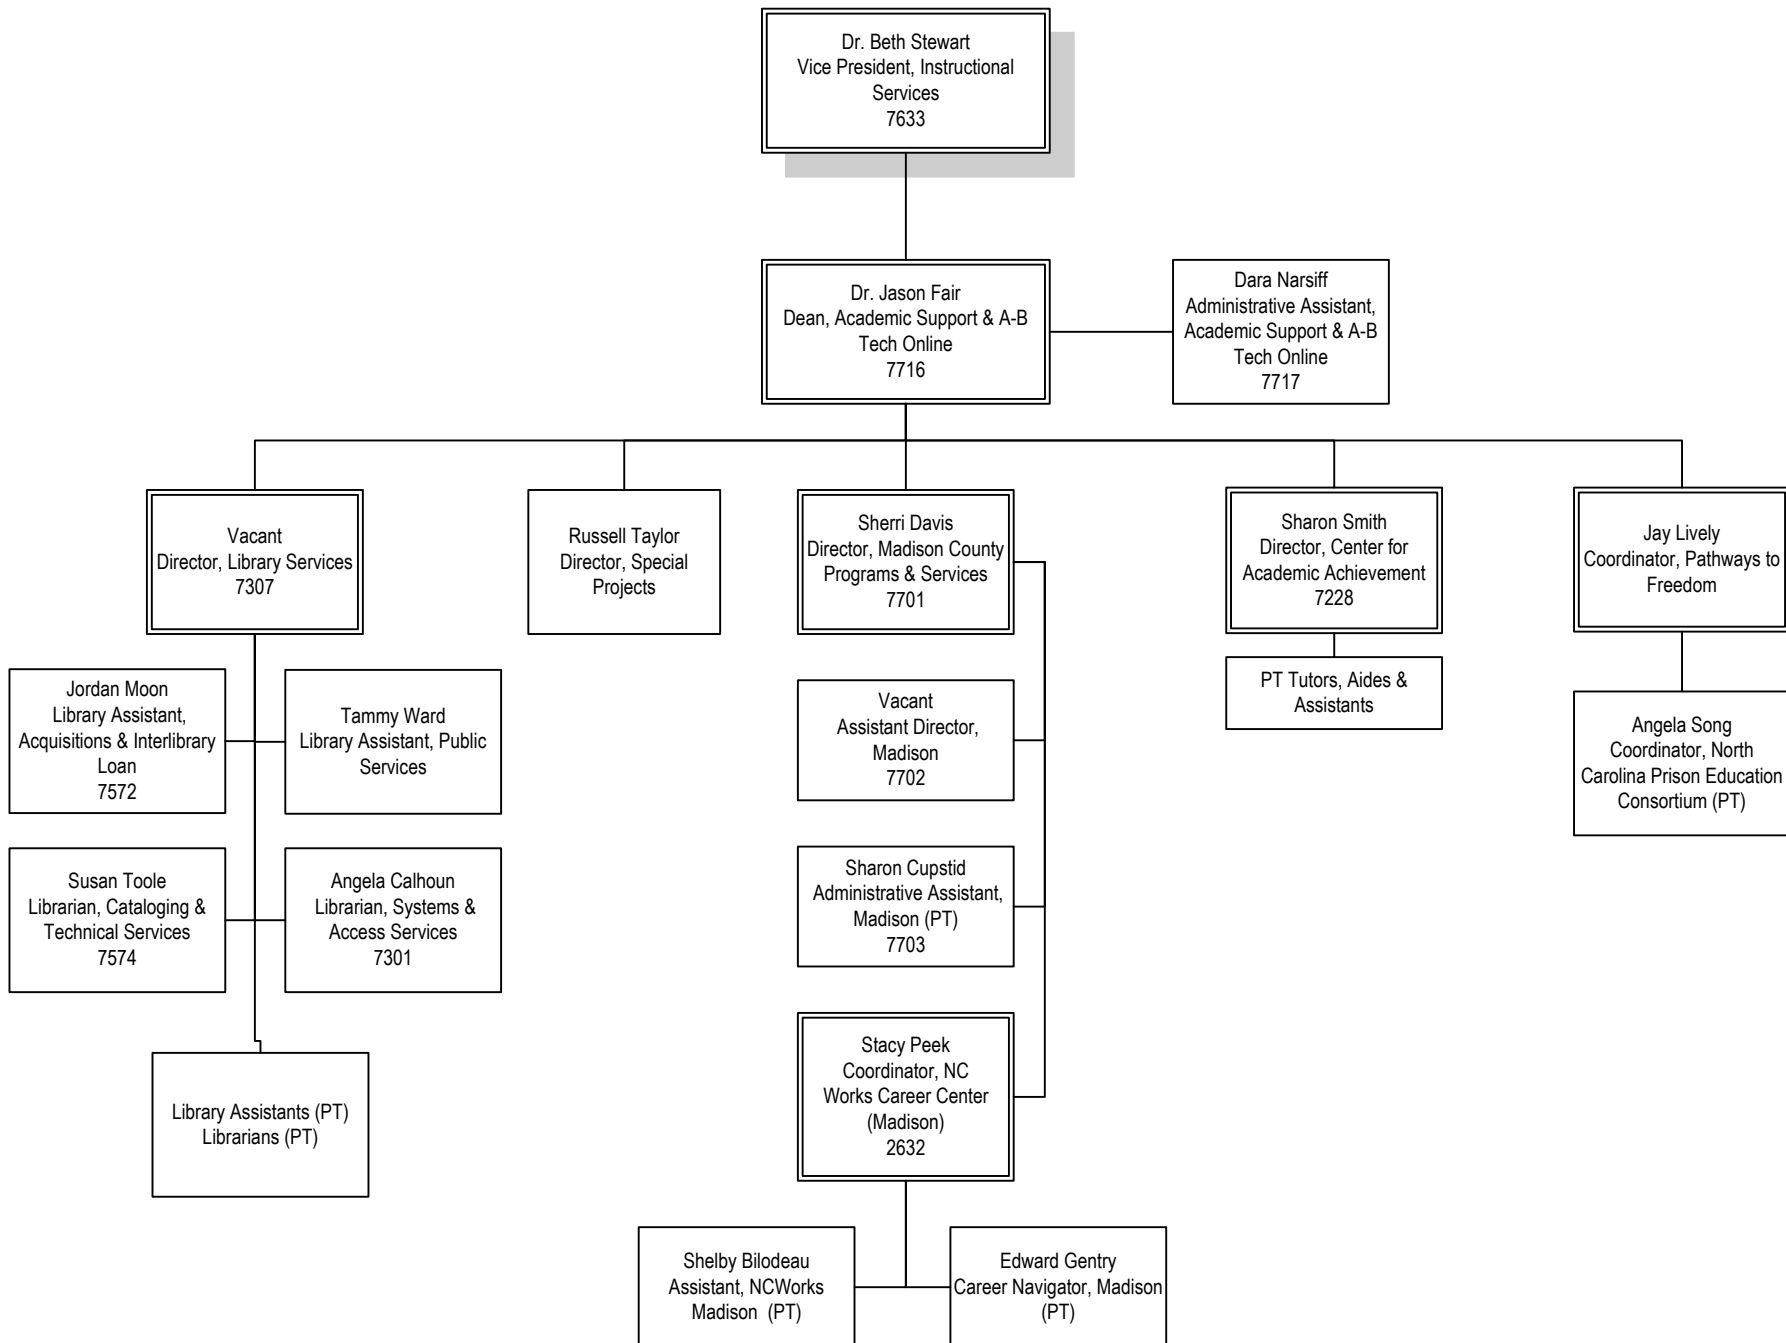 Dr. Beth Stewart
Vice President, Instructional
Services
7633
Dr. Jason Fair
Dean, Academic Support & A-B
Tech Online
7716
Dara Narsiff
Administrative Assistant,
Academic Support & A-B
Tech Online
7717
Vacant
Director, Library Services
7307
Russell Taylor
Director, Special
Projects
Sherri Davis
Director, Madison County
Programs & Services
7701
Sharon Smith
Director, Center for
Academic Achievement
7228
Jay Lively
Coordinator, Pathways to
Freedom
Jordan Moon
Library Assistant,
Acquisitions & Interlibrary
Loan
7572
Tammy Ward
Library Assistant, Public
Services
Vacant
Assistant Director,
Madison
7702
PT Tutors, Aides &
Assistants
Angela Song
Coordinator, North
Carolina Prison Education
Consortium (PT)
Susan Toole
Librarian, Cataloging &
Technical Services
7574
Angela Calhoun
Librarian, Systems &
Access Services
7301
Sharon Cupstid
Administrative Assistant,
Madison (PT)
7703
Library Assistants (PT)
Librarians (PT)
Stacy Peek
Coordinator, NC
Works Career Center
(Madison)
2632
Shelby Bilodeau
Assistant, NCWorks
Madison (PT)
Edward Gentry
Career Navigator, Madison
(PT)